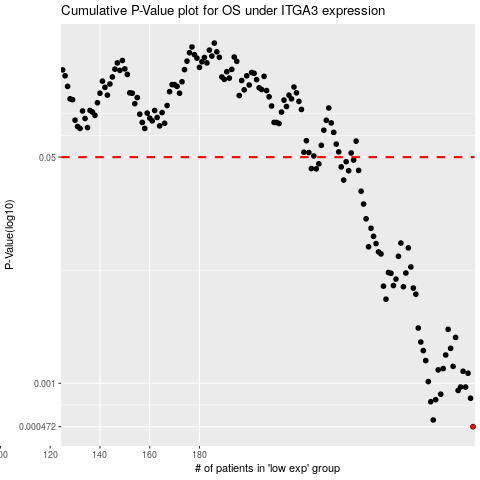 Cumulative P-Value plot for OS under ITGA3 expression
P-Value(log10)
0.05
0.001
0.000472
00
120
140
160
180
# of patients in 'low exp' group